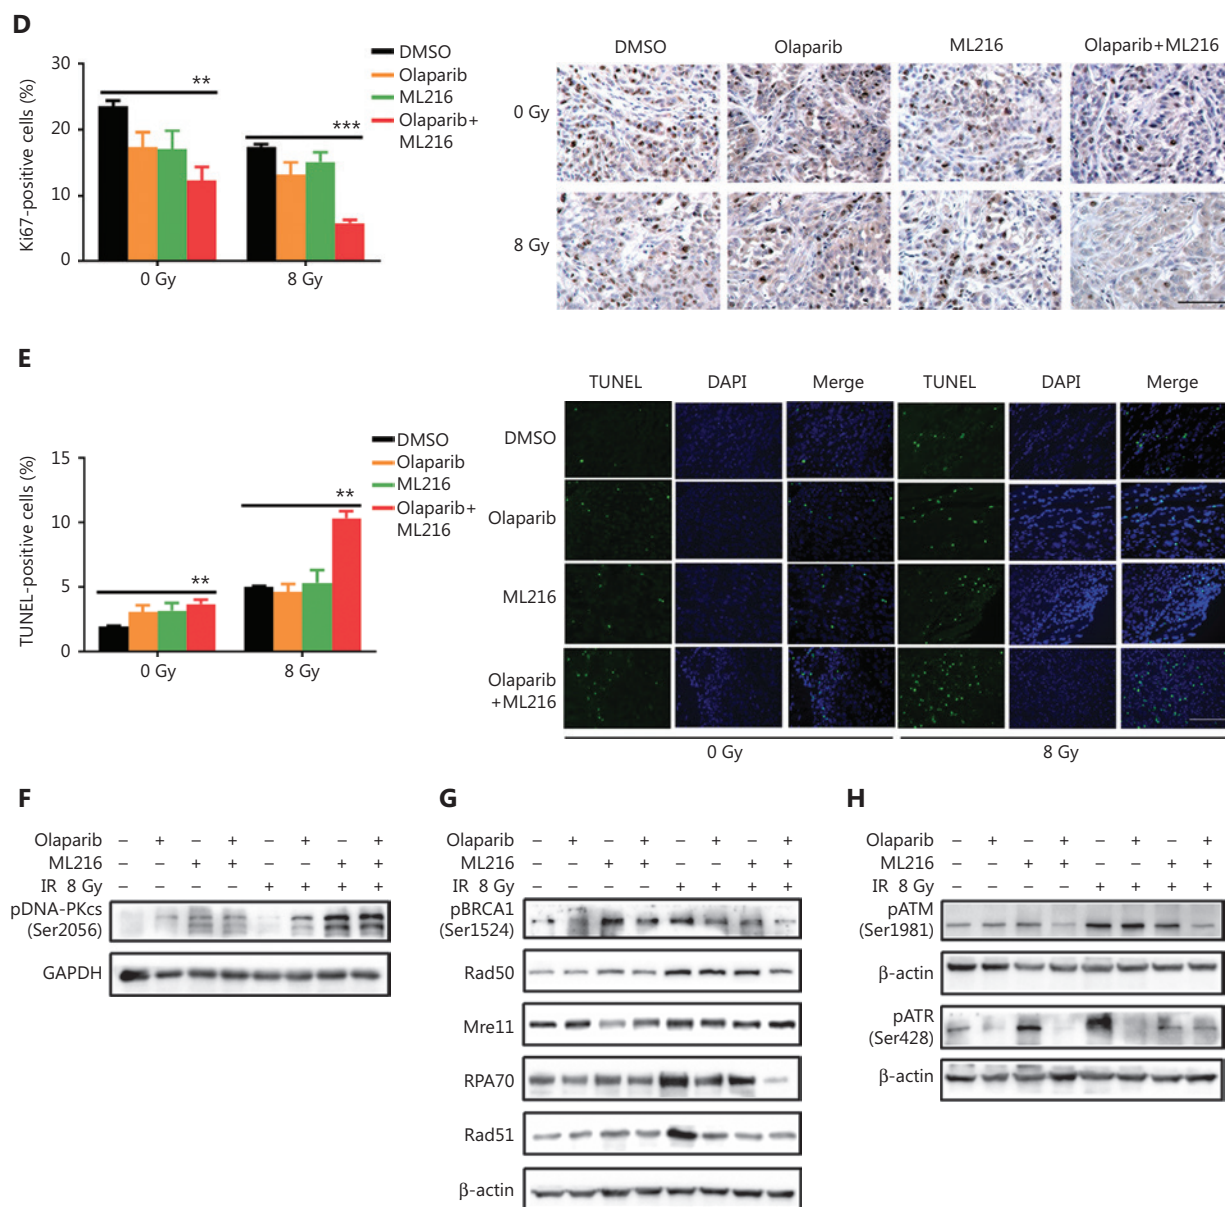 D
DMSO
Olaparib
ML216
Olaparib+
ML216
Ki67-positive cells (%)
30
20
10
0
**
***
0 Gy
8 Gy
DMSO Olaparib ML216 Olaparib+ML216
0 Gy
8 Gy
E
DMSO
Olaparib
ML216
Olaparib+
ML216
TUNEL-positive cells (%)
15
10
5
0
**
**
0 Gy
8 Gy
TUNEL DAPI Merge TUNEL DAPI Merge
DMSO
Olaparib
ML216
Olaparib
+ML216
0 Gy 8 Gy
F
Olaparib – + – + – + – +
ML216 – – + + – – + +
IR 8 Gy – – – – + + + +
pDNA-PKcs
(Ser2056)
GAPDH
G
Olaparib – + – + – + – +
ML216 – – + + – – + +
IR 8 Gy – – – – + + + +
pBRCA1
(Ser1524)
Rad50
Mre11
RPA70
Rad51
β-actin
H
Olaparib – + – + – + – +
ML216 – – + + – – + +
IR 8 Gy – – – – + + + +
pATM
(Ser1981)
β-actin
pATR
(Ser428)
β-actin